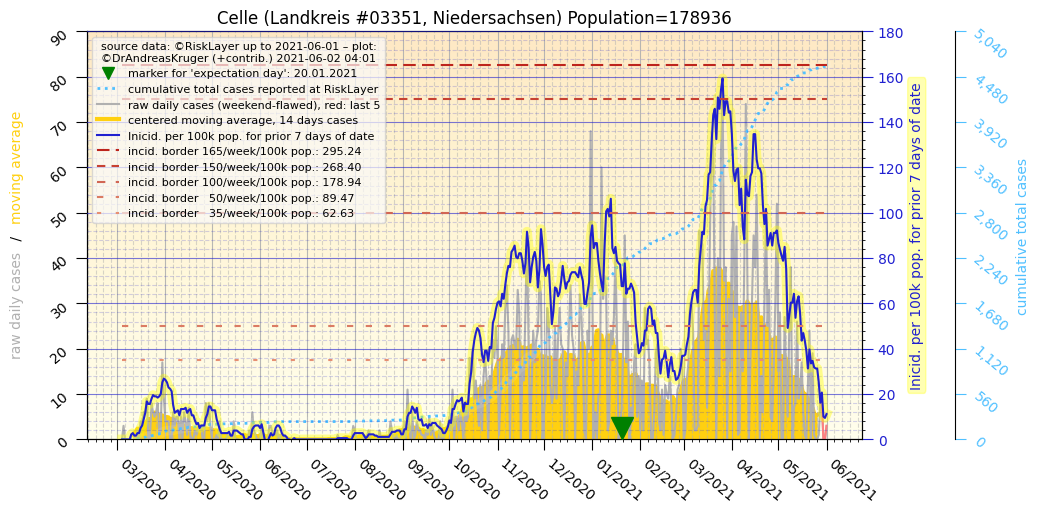 Celle (Landkreis #03351, Niedersachsen) Population=178936
source data: ©RiskLayer up to 2021-06-01 – plot:
©DrAndreasKruger (+contrib.) 2021-06-02 04:01
marker for 'expectation day': 20.01.2021
cumulative total cases reported at RiskLayer
raw daily cases (weekend-flawed), red: last 5
centered moving average, 14 days cases
Inicid. per 100k pop. for prior 7 days of date
incid. border 165/week/100k pop.: 295.24
incid. border 150/week/100k pop.: 268.40
incid. border 100/week/100k pop.: 178.94
incid. border   50/week/100k pop.: 89.47
incid. border   35/week/100k pop.: 62.63
raw daily cases / moving average
90
80
70
60
50
40
30
20
10
0
03/2020
04/2020
05/2020
06/2020
07/2020
08/2020
09/2020
10/2020
11/2020
12/2020
01/2021
02/2021
03/2021
04/2021
05/2021
06/2021
180
160
140
120
100
80
60
40
20
0
Inicid. per 100k pop. for prior 7 days of date
5,040
4,480
3,920
3,360
2,800
2,240
1,680
1,120
560
0
cumulative total cases